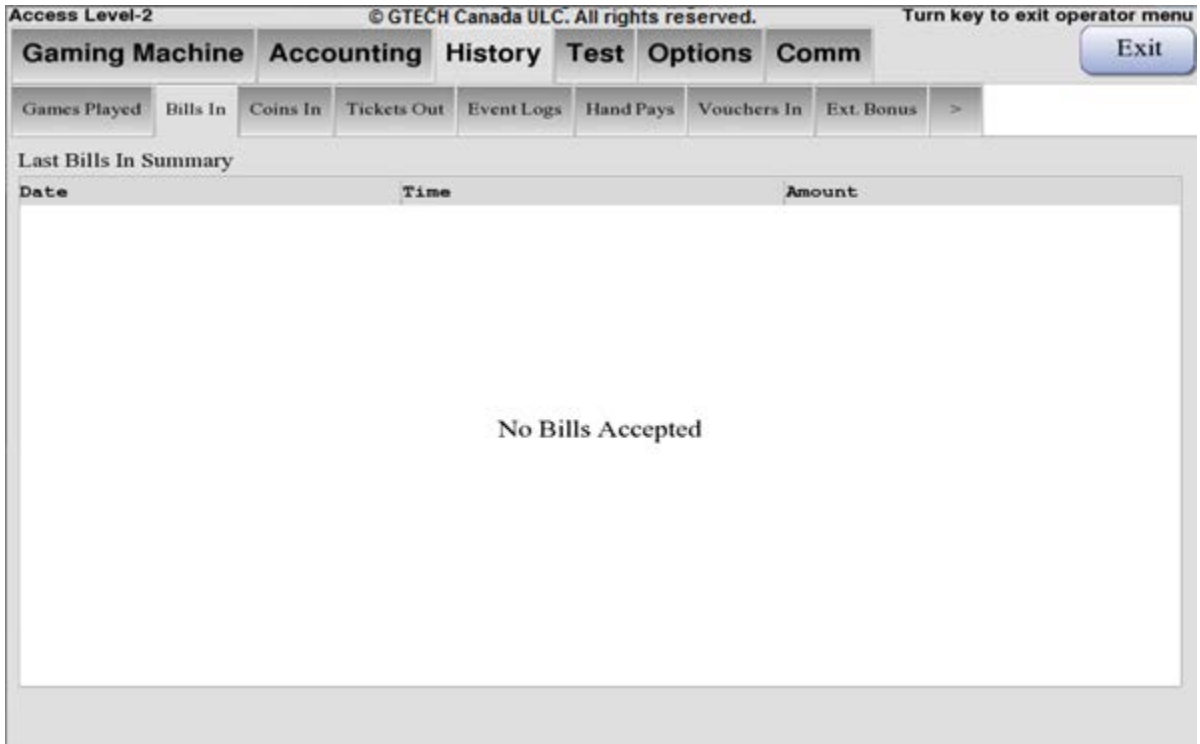 Access Level-2 © GTECH Canada ULC. All rights reserved. Turn key to exit operator menu
Gaming Machine Accounting History Test Options Comm Exit
Games Played Bills In Coins In Tickets Out Event Logs Hand Pays Vouchers In Ext. Bonus >
Last Bills In Summary
Date Time Amount
No Bills Accepted